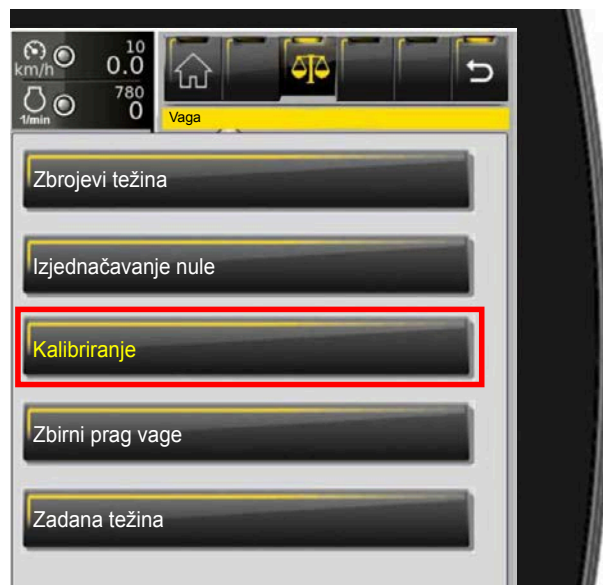 km/h
10
0.0
1/min
780
0
Vaga
Zbrojevi težina
Izjednačavanje nule
Kalibriranje
Zbirni prag vage
Zadana težina